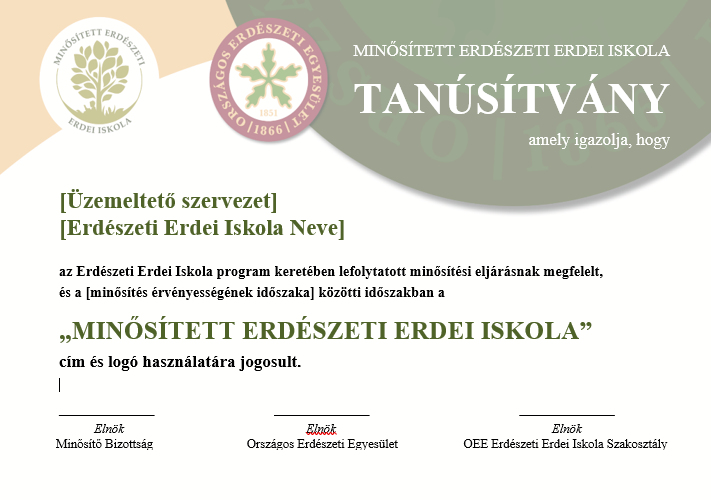 MINŐSÍTETT ERDÉSZETI
ERDEI ISKOLA
ORSZÁGOS ERDÉSZETI EGYESÜLET
1851
1866
MINŐSÍTETT ERDÉSZETI ERDEI ISKOLA
TANÚSÍTVÁNY
amely igazolja, hogy
[Üzemeltető szervezet]
[Erdészeti Erdei Iskola Neve]
az Erdészeti Erdei Iskola program keretében lefolytatott minősítési eljárásnak megfelelt,
és a [minősítés érvényességének időszaka] közötti időszakban a
„MINŐSÍTETT ERDÉSZETI ERDEI ISKOLA”
cím és logó használatára jogosult.
Elnök Elnök Elnök
Minősítő Bizottság Országos Erdészeti Egyesület OEE Erdészeti Erdei Iskola Szakosztály